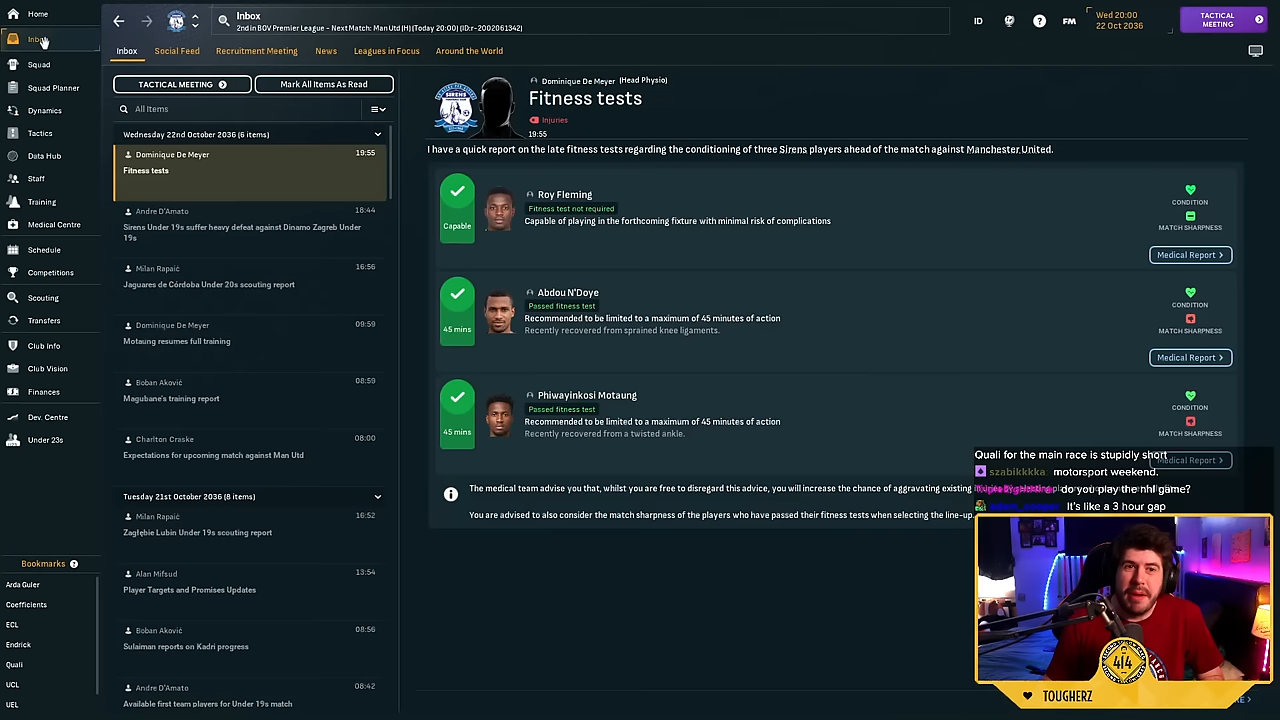 Home
Inbox
Squad
Squad Planner
Dynamics
Tactics
Data Hub
Staff
Training
Medical Centre
Schedule
Competitions
Scouting
Transfers
Club Info
Club Vision
Finances
Dev. Centre
Under 23s
Bookmarks
Arda Guler
Coefficients
ECL
Endrick
Quali
UCL
UEL
Inbox
2nd in BOV Premier League - Next Match: Man Utd (H) (Today 20:00) (ID:r-2002061342)
ID
FM
Wed 20:00
22 Oct 2036
TACTICAL
MEETING
Inbox
Social Feed
Recruitment Meeting
News
Leagues in Focus
Around the World
TACTICAL MEETING
Mark All Items As Read
All Items
Wednesday 22nd October 2036 (6 items)
Dominique De Meyer 19:55
Fitness tests
Andre D'Amato 18:44
Sirens Under 19s suffer heavy defeat against Dinamo Zagreb Under
19s
Milan Rapaić 16:56
Jaguares de Córdoba Under 20s scouting report
Dominique De Meyer 09:59
Motaung resumes full training
Boban Aković 08:59
Magubane's training report
Charlton Craske 08:00
Expectations for upcoming match against Man Utd
Tuesday 21st October 2036 (8 items)
Milan Rapaić 16:52
Zagłębie Lubin Under 19s scouting report
Alan Mifsud 13:54
Player Targets and Promises Updates
Boban Aković 08:56
Sulaiman reports on Kadri progress
Andre D'Amato 08:42
Available first team players for Under 19s match
SIRENS
Dominique De Meyer (Head Physio)
Fitness tests
Injuries
19:55
I have a quick report on the late fitness tests regarding the conditioning of three Sirens players ahead of the match against Manchester United.
Capable
Roy Fleming
Fitness test not required
Capable of playing in the forthcoming fixture with minimal risk of complications
CONDITION
MATCH SHARPNESS
Medical Report
45 mins
Abdou N'Doye
Passed fitness test
Recommended to be limited to a maximum of 45 minutes of action
Recently recovered from sprained knee ligaments.
CONDITION
MATCH SHARPNESS
Medical Report
45 mins
Phiwayinkosi Motaung
Passed fitness test
Recommended to be limited to a maximum of 45 minutes of action
Recently recovered from a twisted ankle.
CONDITION
MATCH SHARPNESS
Medical Report
The medical team advise you that, whilst you are free to disregard this advice, you will increase the chance of aggravating existing
You are advised to also consider the match sharpness of the players who have passed their fitness tests when selecting the line-up.
Quali for the main race is stupidly short
szabikkkka: motorsport weekend.
do you play the nhl game?
It's like a 3 hour gap
4|4
TOUGHERZ